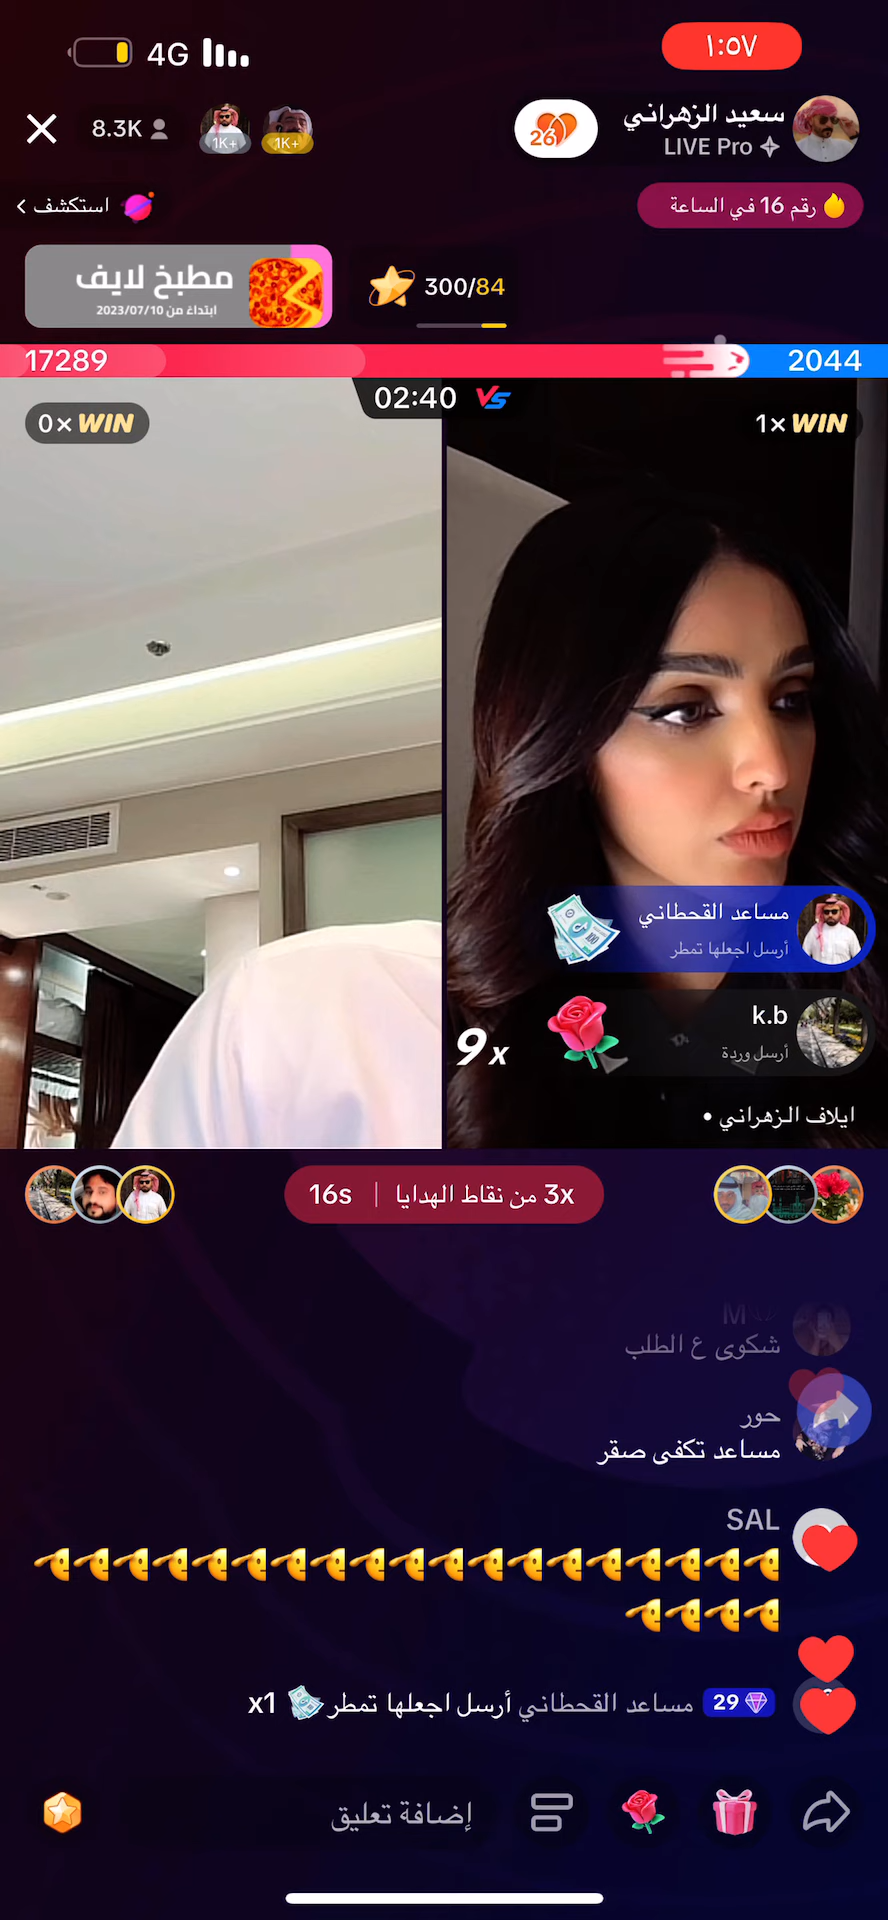 4G
١:٥٧
8.3K
1K+
1K+
26
سعيد الزهراني
LIVE Pro
استكشف
رقم 16 في الساعة
مطبخ لايف
ابتداءً من 2023/07/10
300/84
17289
2044
02:40 VS
0× WIN
1× WIN
مساعد القحطاني
أرسل اجعلها تمطر
k.b
أرسل وردة
9x
ايلاف الزهراني •
3x من نقاط الهدايا | 16s
M
شكوى ع الطلب
حور
مساعد تكفى صقر
SAL
🫡🫡🫡🫡🫡🫡🫡🫡🫡🫡🫡🫡🫡🫡🫡🫡🫡🫡🫡
🫡🫡🫡🫡
29 مساعد القحطاني أرسل اجعلها تمطر x1
إضافة تعليق